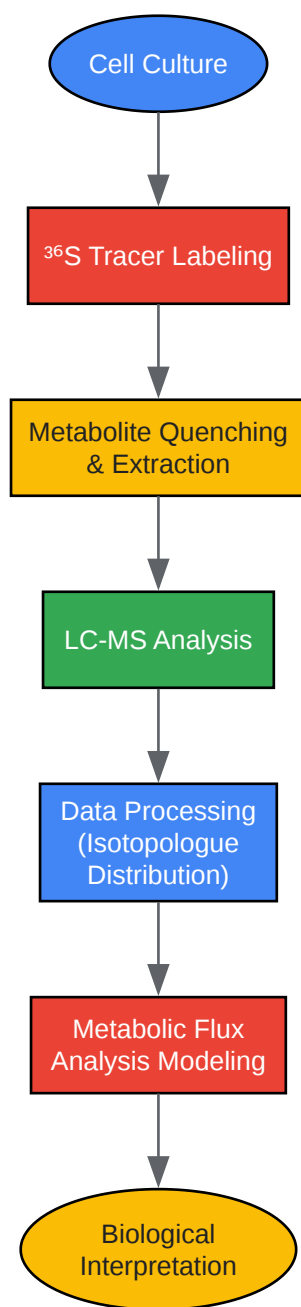 Cell Culture
³⁶S Tracer Labeling
Metabolite Quenching
& Extraction
LC-MS Analysis
Data Processing
(Isotopologue
Distribution)
Metabolic Flux
Analysis Modeling
Biological
Interpretation